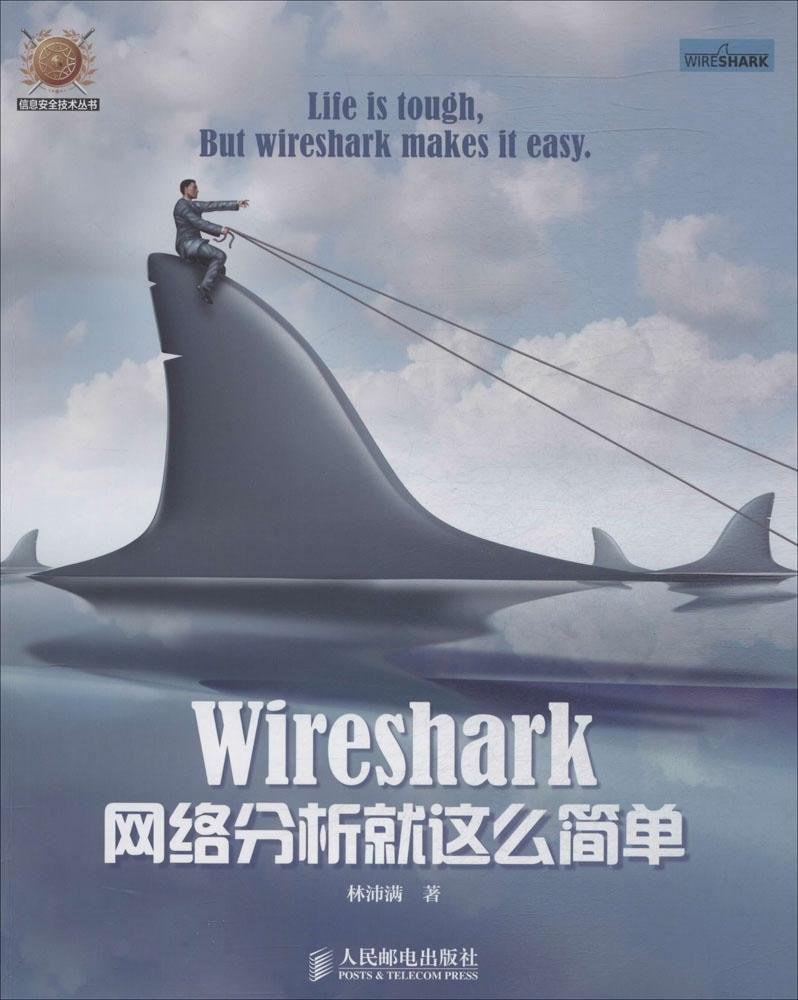 信息安全技术丛书
WIRESHARK
Life is tough,
But wireshark makes it easy.
Wireshark
网络分析就这么简单
林沛满 著
人民邮电出版社
POSTS & TELECOM PRESS